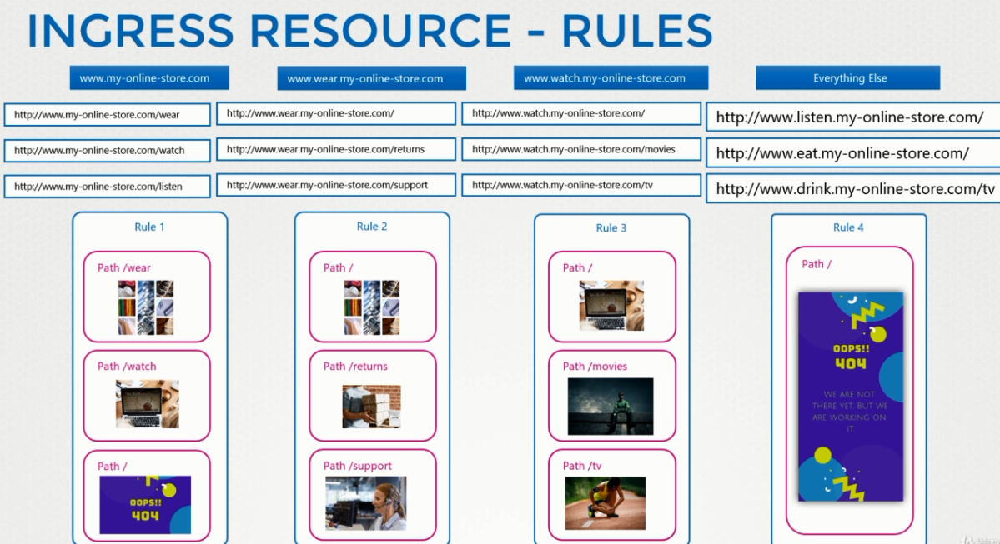 INGRESS RESOURCE - RULES
www.my-online-store.com
www.wear.my-online-store.com
www.watch.my-online-store.com
Everything Else
http://www.my-online-store.com/wear
http://www.wear.my-online-store.com/
http://www.watch.my-online-store.com/
http://www.listen.my-online-store.com/
http://www.my-online-store.com/watch
http://www.wear.my-online-store.com/returns
http://www.watch.my-online-store.com/movies
http://www.eat.my-online-store.com/
http://www.my-online-store.com/listen
http://www.wear.my-online-store.com/support
http://www.watch.my-online-store.com/tv
http://www.drink.my-online-store.com/tv
Rule 1
Path /wear
Path /watch
Path /
OOPS!!
404
Rule 2
Path /
Path /returns
Path /support
Rule 3
Path /
Path /movies
Path /tv
Rule 4
Path /
OOPS!!
404
WE ARE NOT
THERE YET. BUT WE
ARE WORKING ON
IT.